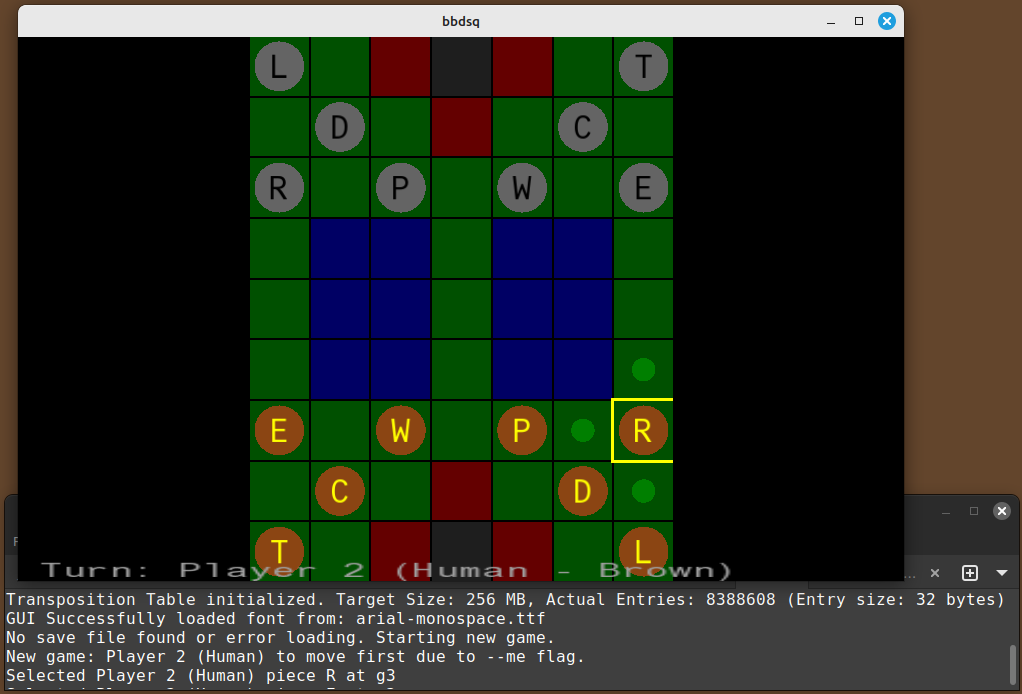 bbdsq
L T
D C
R P W E
E W P R
C D
T L
Turn: Player 2 (Human - Brown)
...
Transposition Table initialized. Target Size: 256 MB, Actual Entries: 8388608 (Entry size: 32 bytes)
GUI Successfully loaded font from: arial-monospace.ttf
No save file found or error loading. Starting new game.
New game: Player 2 (Human) to move first due to --me flag.
Selected Player 2 (Human) piece R at g3